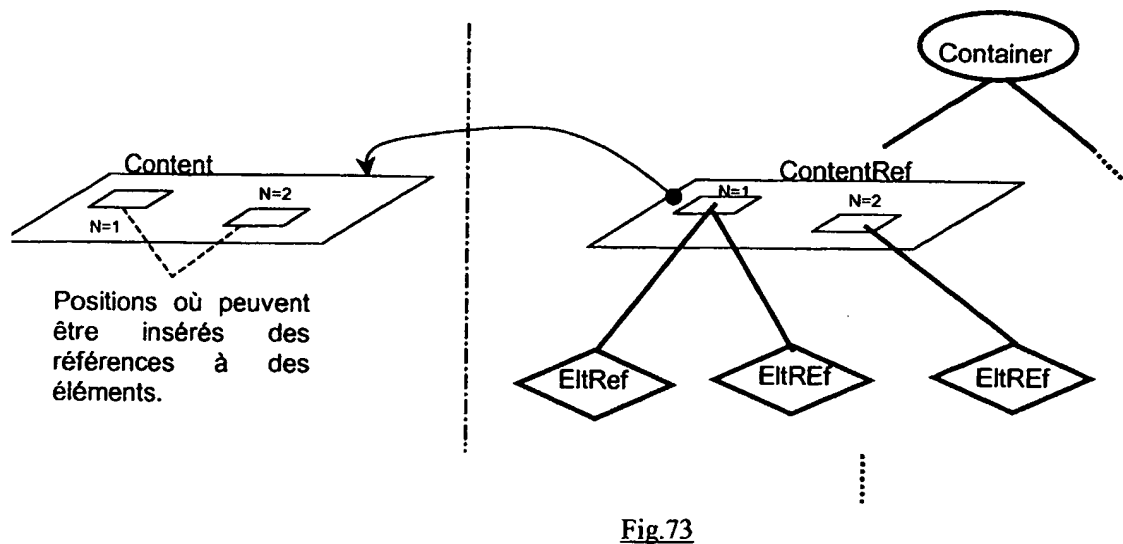 Container
Content
N=1
N=2
Positions où peuvent
être insérés des
références à des
éléments.
ContentRef
N=1
N=2
EltRef
EltREf
EltREf
Fig.73